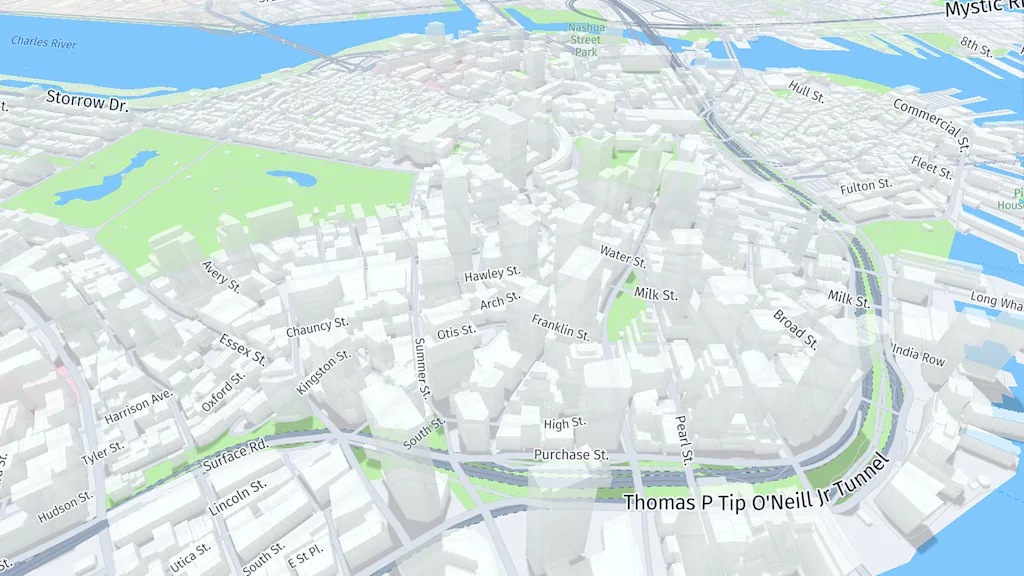 Mystic
Charles River
Nashua
Street
Park
8th St.
Storrow Dr.
Hull St.
Commercial St.
Fleet St.
Fulton St.
Water St.
Avery St.
Hawley St.
Milk St.
Milk St.
Long Wha
Arch St.
Chauncy St.
Otis St.
Franklin St.
Broad St.
Essex St.
India Row
Kingston St.
Summer St.
Oxford St.
Harrison Ave.
South St.
High St.
Pearl St.
Tyler St.
Surface Rd.
Purchase St.
Hudson St.
Lincoln St.
Thomas P Tip O'Neill Jr Tunnel
Utica St.
South St.
E St Pl.